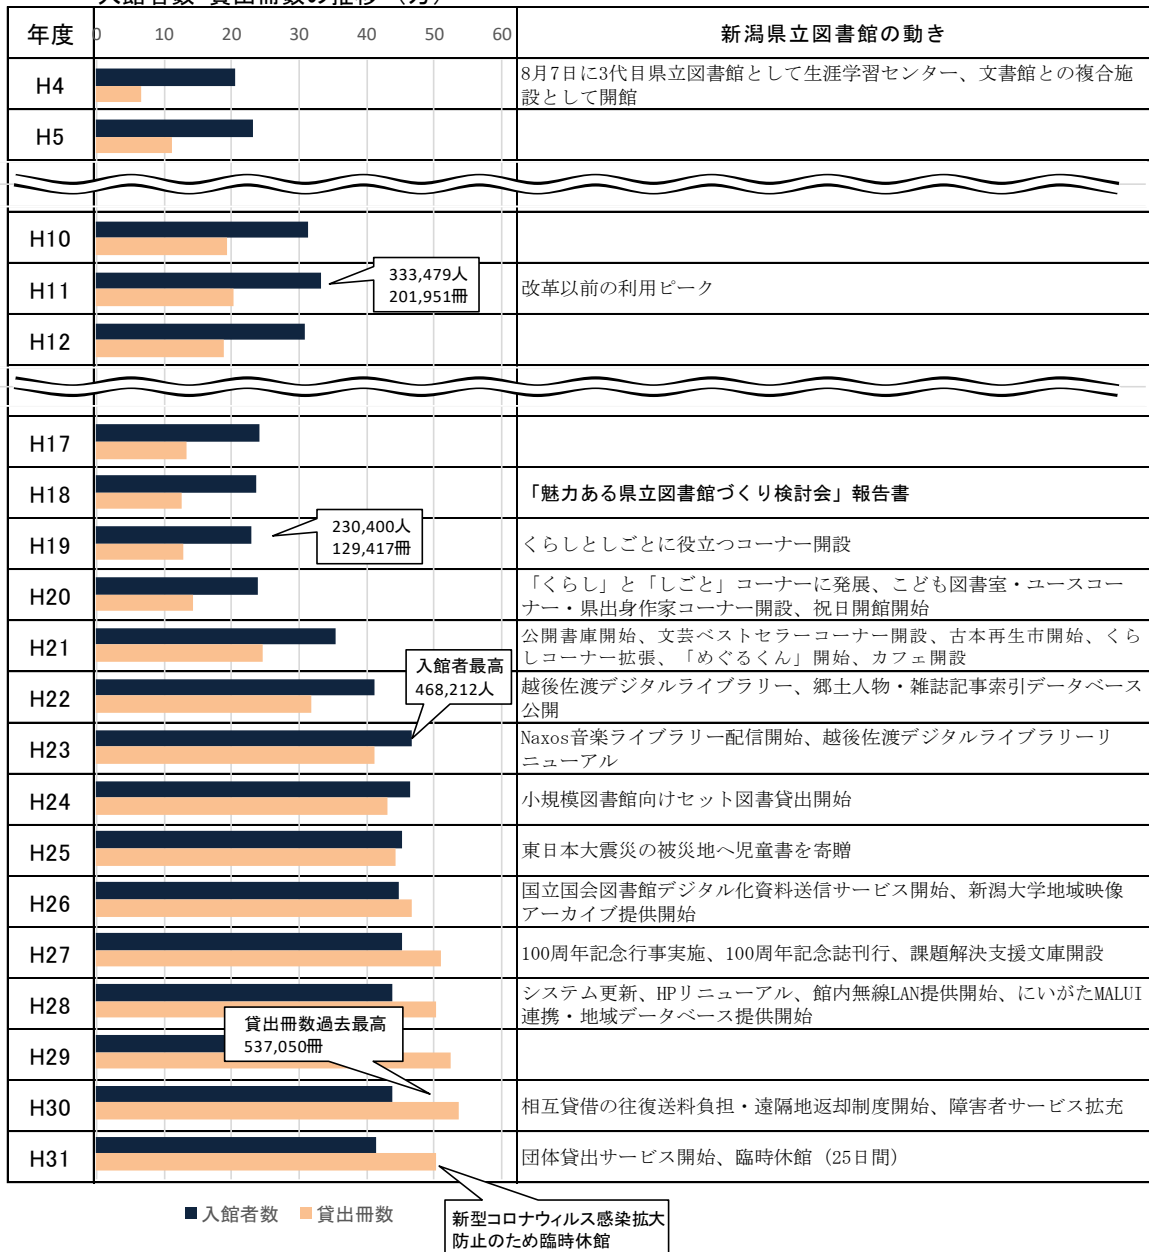 入館者数・貸出冊数の推移（万）
年度 0 10 20 30 40 50 60 新潟県立図書館の動き
H4 8月7日に3代目県立図書館として生涯学習センター、文書館との複合施
設として開館
H5
H10
H11 改革以前の利用ピーク
333,479人
201,951冊
H12
H17
H18 「魅力ある県立図書館づくり検討会」報告書
H19 くらしとしごとに役立つコーナー開設
230,400人
129,417冊
H20 「くらし」と「しごと」コーナーに発展、こども図書室・ユースコー
ナー・県出身作家コーナー開設、祝日開館開始
H21 公開書庫開始、文芸ベストセラーコーナー開設、古本再生市開始、くら
しコーナー拡張、「めぐるくん」開始、カフェ開設
入館者最高
468,212人
H22 越後佐渡デジタルライブラリー、郷土人物・雑誌記事索引データベース
公開
H23 Naxos音楽ライブラリー配信開始、越後佐渡デジタルライブラリーリ
ニューアル
H24 小規模図書館向けセット図書貸出開始
H25 東日本大震災の被災地へ児童書を寄贈
H26 国立国会図書館デジタル化資料送信サービス開始、新潟大学地域映像
アーカイブ提供開始
H27 100周年記念行事実施、100周年記念誌刊行、課題解決支援文庫開設
H28 システム更新、HPリニューアル、館内無線LAN提供開始、にいがたMALUI
連携・地域データベース提供開始
貸出冊数過去最高
537,050冊
H29
H30 相互貸借の往復送料負担・遠隔地返却制度開始、障害者サービス拡充
H31 団体貸出サービス開始、臨時休館（25日間）
入館者数 貸出冊数
新型コロナウィルス感染拡大
防止のため臨時休館